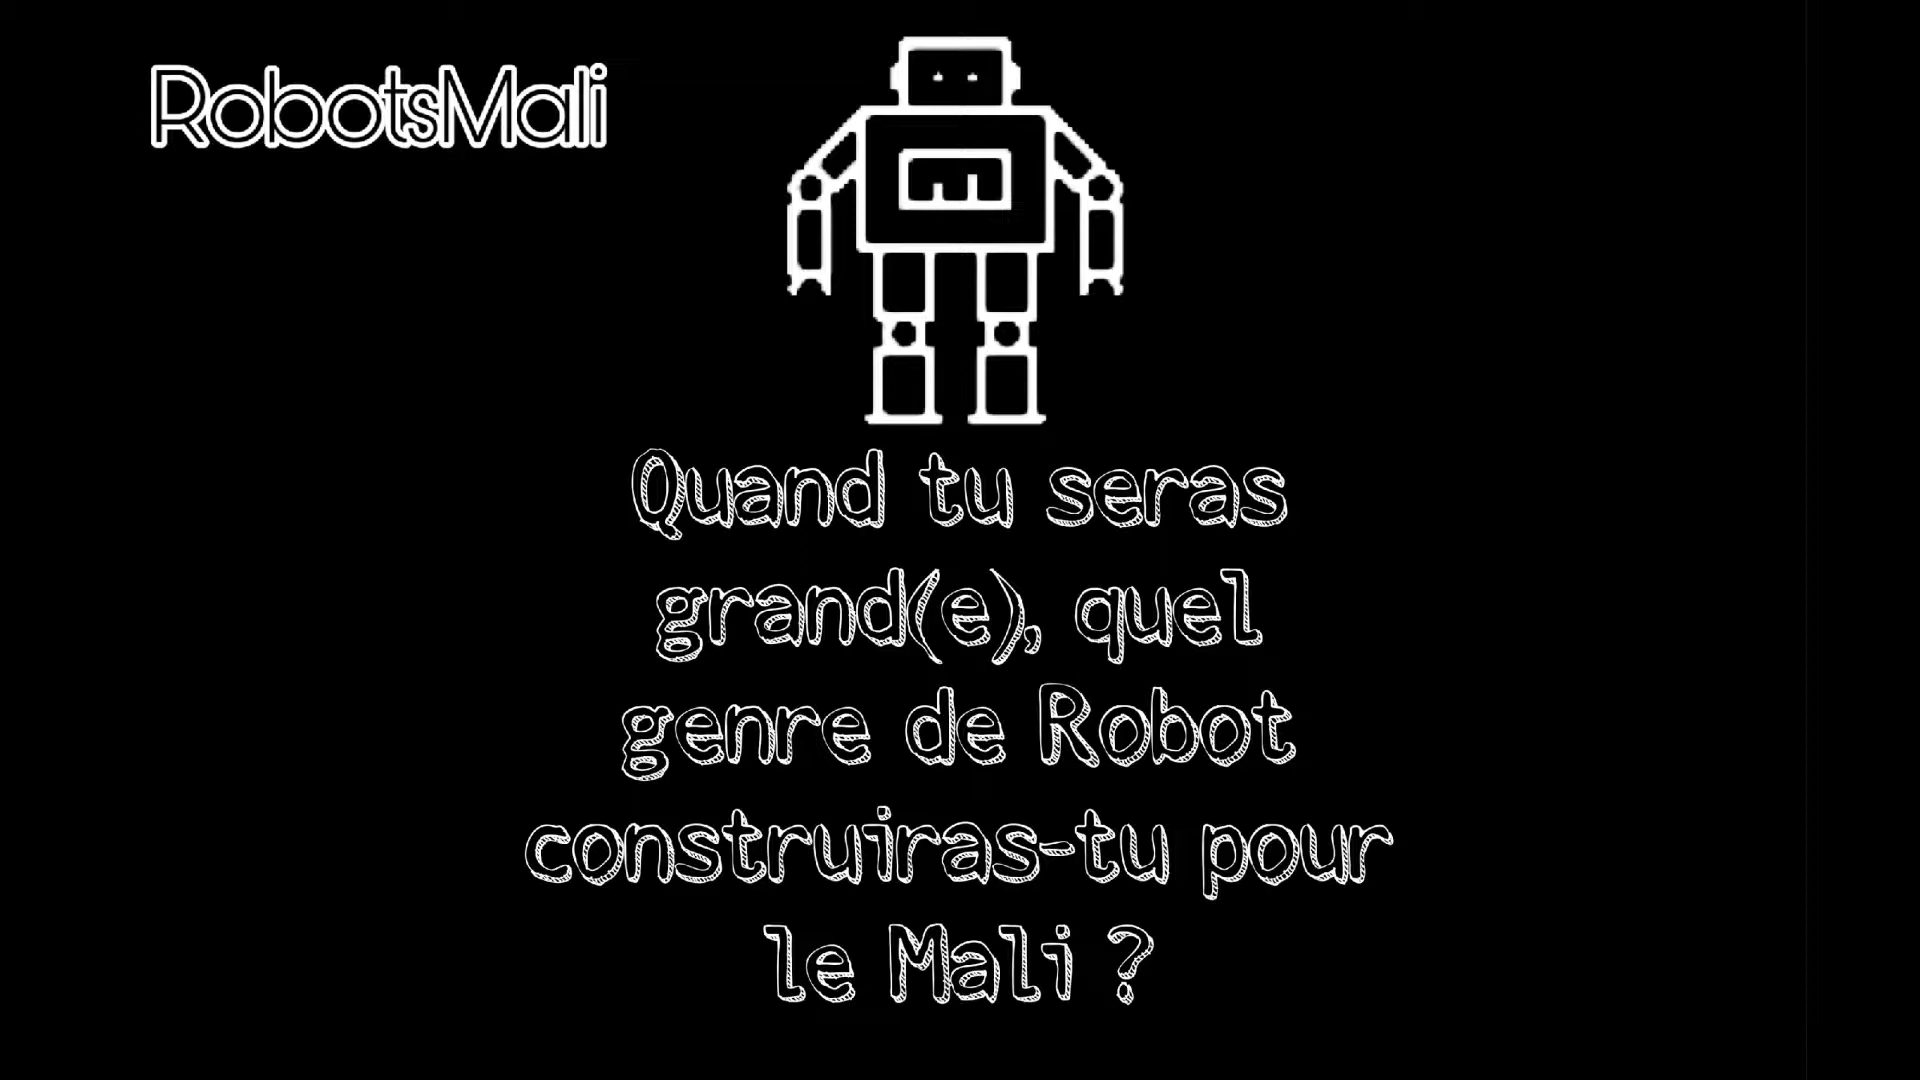 RobotsMali
Quand tu seras
grand(e), quel
genre de Robot
construiras-tu pour
le Mali ?